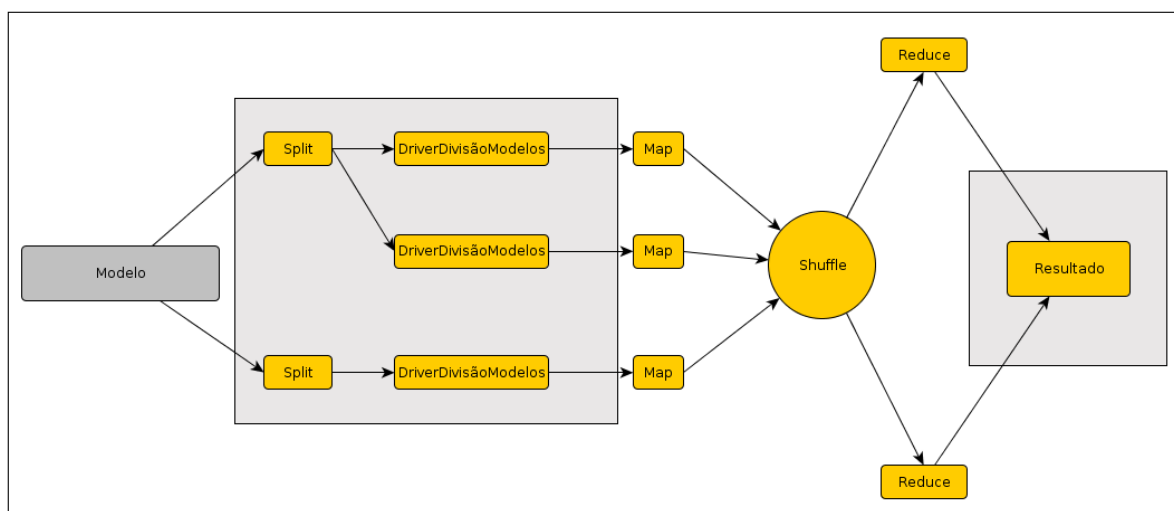 Reduce
Split
DriverDivisãoModelos
Map
DriverDivisãoModelos
Map
Modelo
Shuffle
Resultado
Split
DriverDivisãoModelos
Map
Reduce